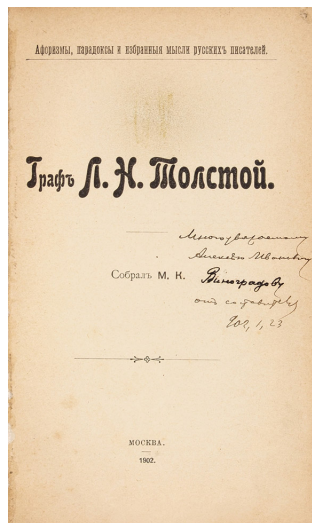 Афоризмы, парадоксы и избранныя мысли русскихъ писателей.
Графъ Л. Н. Толстой.
Многоуважаемому
Алексѣю Ивановичу
Собралъ М. К.
Виноградову
отъ составителя
902, 1, 23
МОСКВА.
1902.